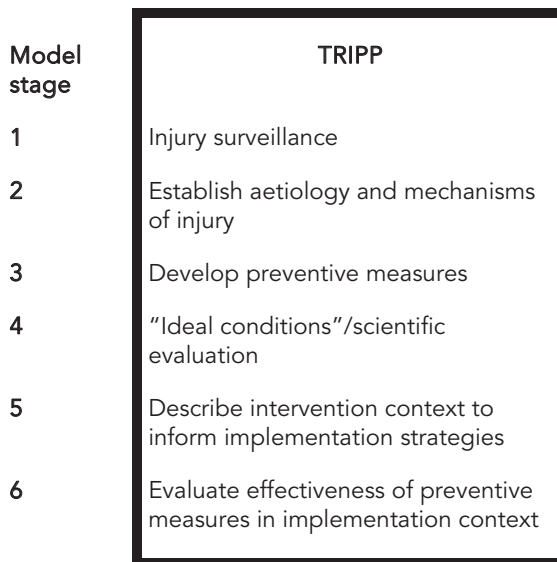 Model TRIPP
stage
1 Injury surveillance
2 Establish aetiology and mechanisms
of injury
3 Develop preventive measures
4 “Ideal conditions”/scientific
evaluation
5 Describe intervention context to
inform implementation strategies
6 Evaluate effectiveness of preventive
measures in implementation context